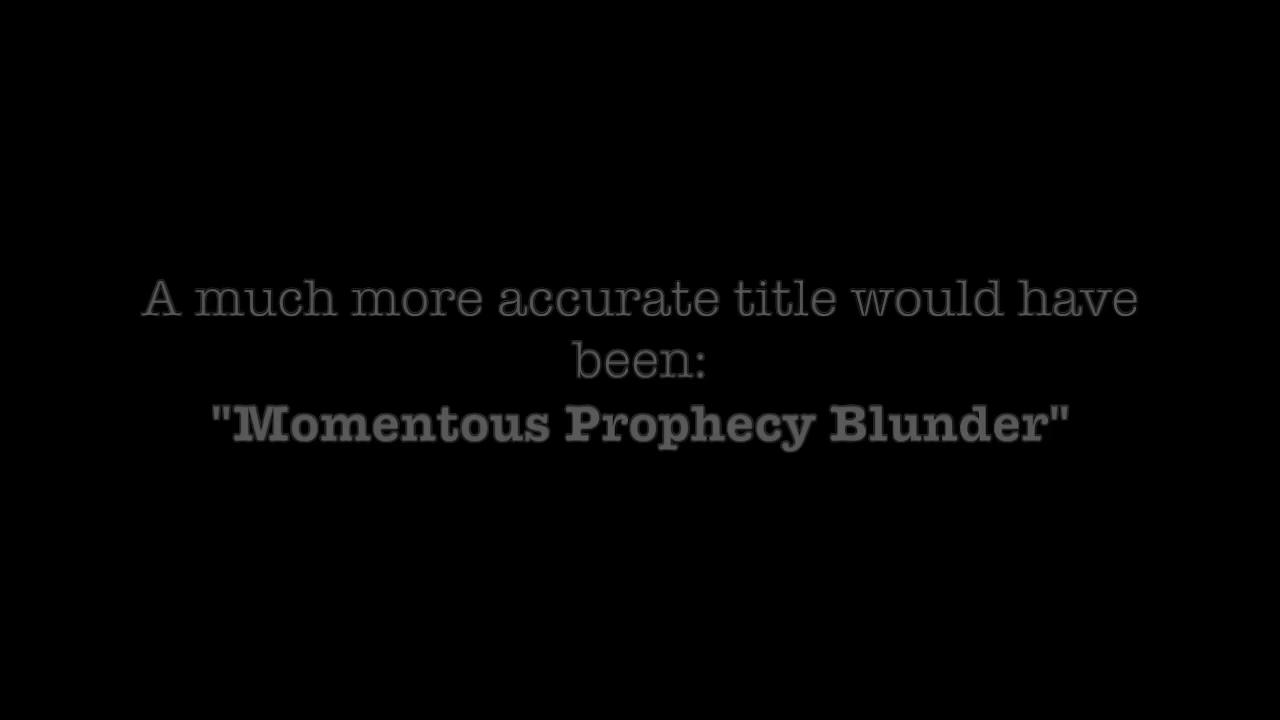 A much more accurate title would have
been:
"Momentous Prophecy Blunder"